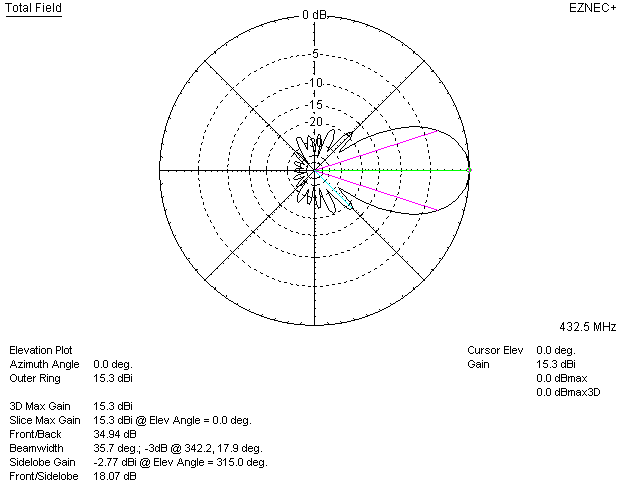 Total Field
EZNEC+
0 dB
-5
-10
-15
-20
-30
432.5 MHz
Elevation Plot
Azimuth Angle 0.0 deg.
Outer Ring 15.3 dBi
3D Max Gain 15.3 dBi
Slice Max Gain 15.3 dBi @ Elev Angle = 0.0 deg.
Front/Back 34.94 dB
Beamwidth 35.7 deg.; -3dB @ 342.2, 17.9 deg.
Sidelobe Gain -2.77 dBi @ Elev Angle = 315.0 deg.
Front/Sidelobe 18.07 dB
Cursor Elev 0.0 deg.
Gain 15.3 dBi
0.0 dBmax
0.0 dBmax3D